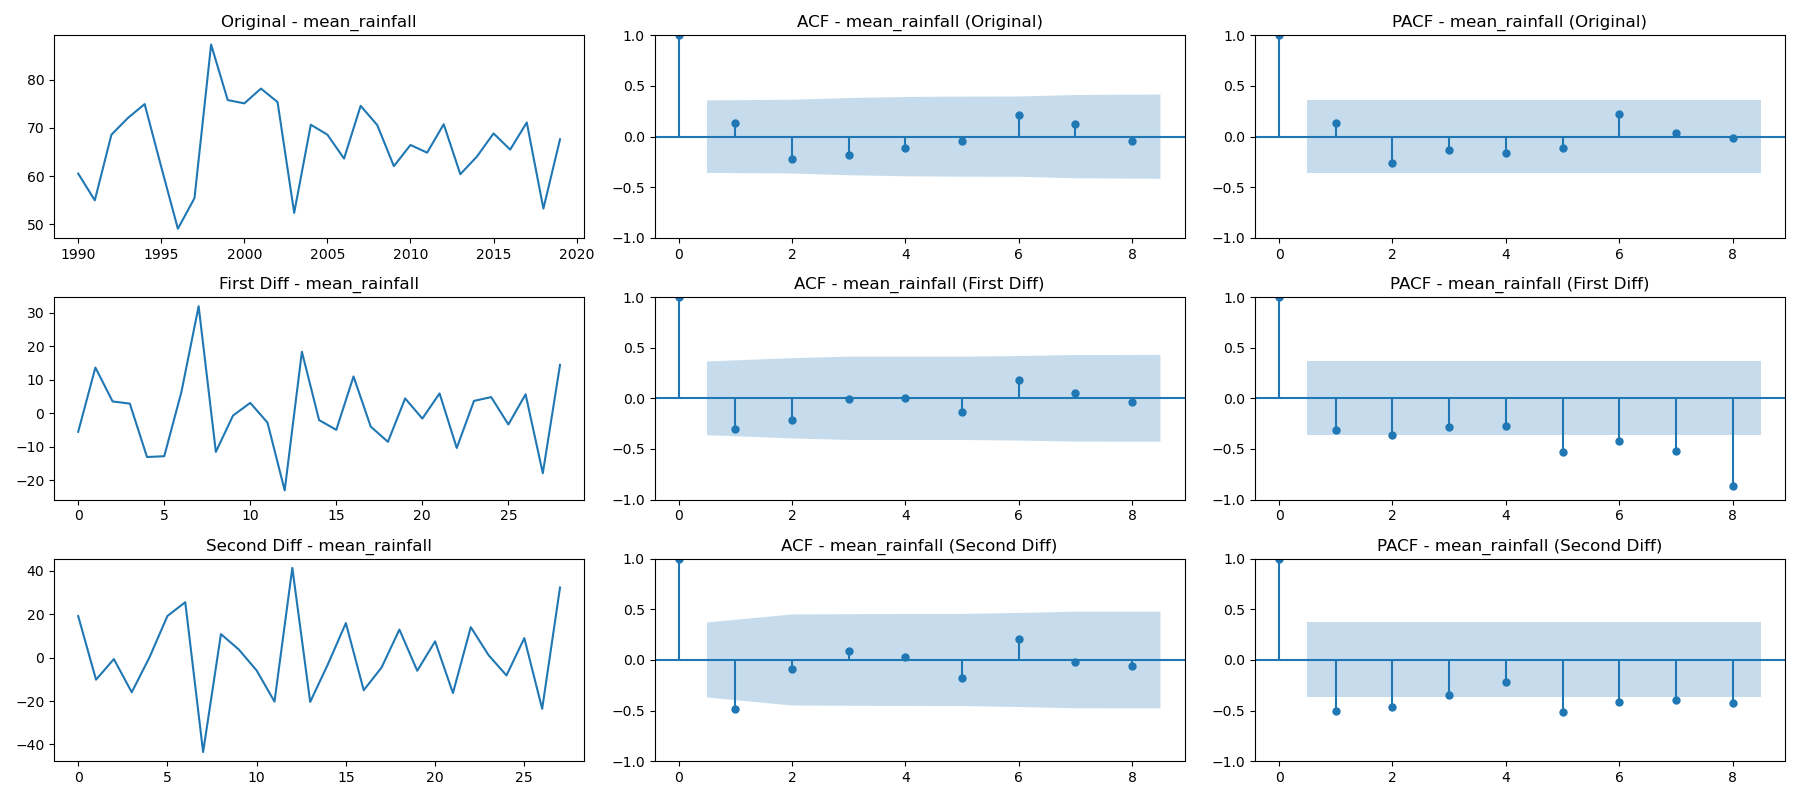 Original - mean_rainfall
ACF - mean_rainfall (Original)
PACF - mean_rainfall (Original)
80
70
60
50
1990 1995 2000 2005 2010 2015 2020
1.0
0.5
0.0
−0.5
−1.0
0 2 4 6 8
1.0
0.5
0.0
−0.5
−1.0
0 2 4 6 8
First Diff - mean_rainfall
ACF - mean_rainfall (First Diff)
PACF - mean_rainfall (First Diff)
30
20
10
0
−10
−20
0 5 10 15 20 25
1.0
0.5
0.0
−0.5
−1.0
0 2 4 6 8
1.0
0.5
0.0
−0.5
−1.0
0 2 4 6 8
Second Diff - mean_rainfall
ACF - mean_rainfall (Second Diff)
PACF - mean_rainfall (Second Diff)
40
20
0
−20
−40
0 5 10 15 20 25
1.0
0.5
0.0
−0.5
−1.0
0 2 4 6 8
1.0
0.5
0.0
−0.5
−1.0
0 2 4 6 8